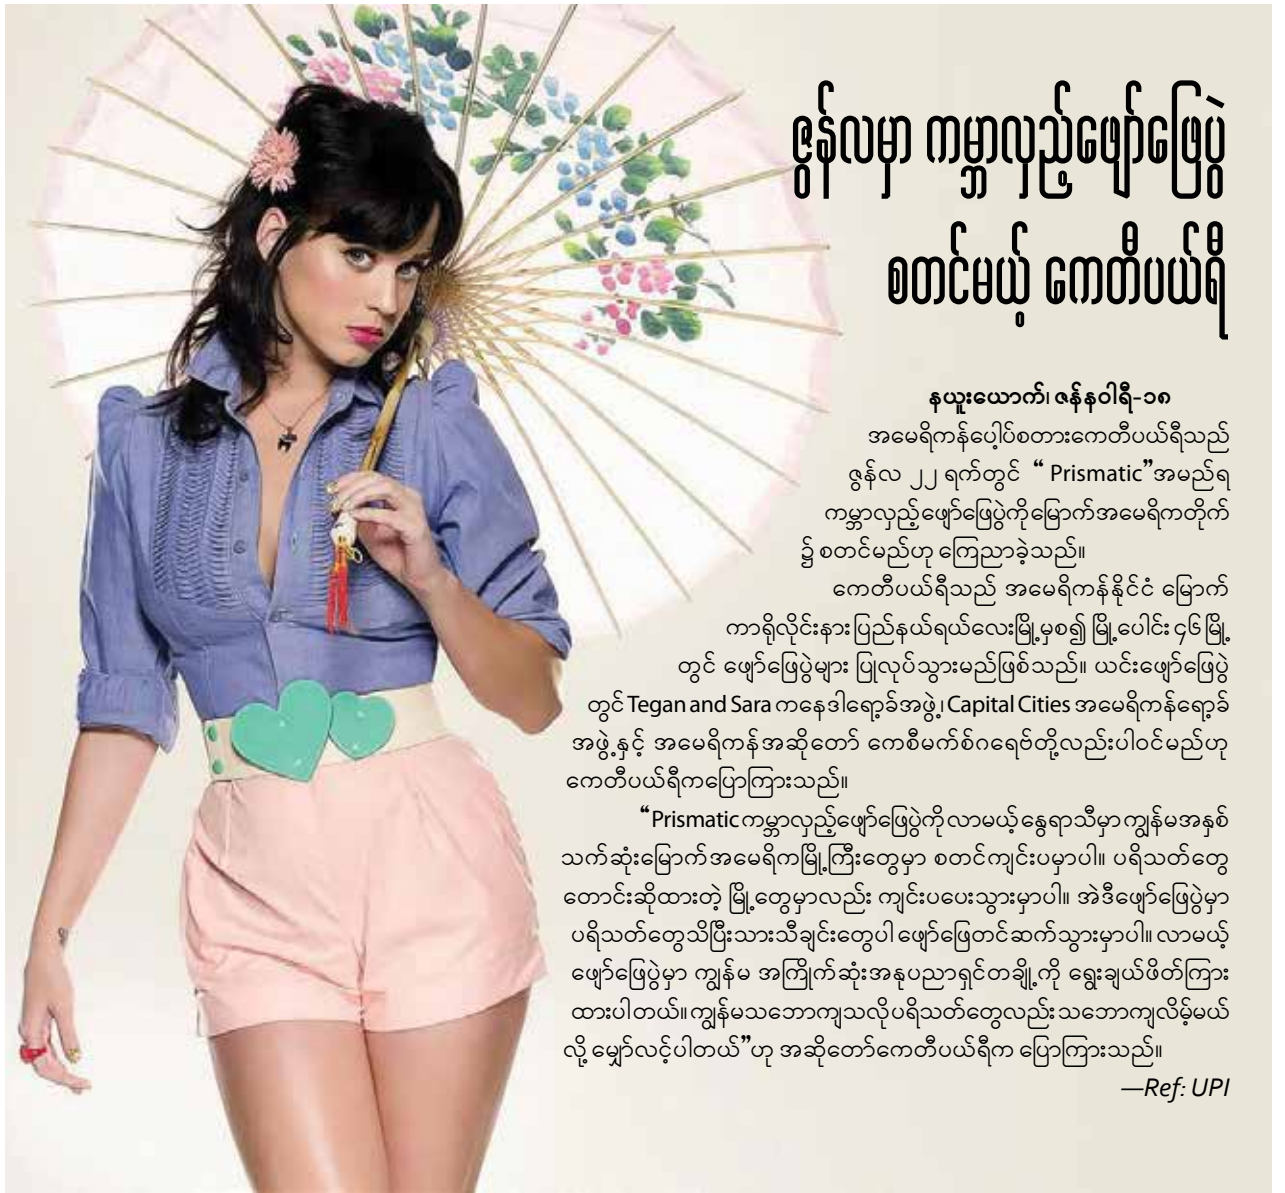 ဇွန်လမှာ ကမ္ဘာလှည့်ဖျော်ဖြေပွဲ
စတင်မယ့် ကေတီပယ်ရီ
နယူးယောက်၊ ဇန်နဝါရီ-၁၈
အမေရိကန်ပေါ့ပ်စတားကေတီပယ်ရီသည်
ဇွန်လ ၂၂ ရက်တွင် “ Prismatic”အမည်ရ
ကမ္ဘာလှည့်ဖျော်ဖြေပွဲကိုမြောက်အမေရိကတိုက်
၌ စတင်မည်ဟု ကြေညာခဲ့သည်။
ကေတီပယ်ရီသည် အမေရိကန်နိုင်ငံ မြောက်
ကာရိုလိုင်းနားပြည်နယ်ရယ်လေးမြို့မှစ၍ မြို့ပေါင်း ၄၆ မြို့
တွင် ဖျော်ဖြေပွဲများ ပြုလုပ်သွားမည်ဖြစ်သည်။ ယင်းဖျော်ဖြေပွဲ
တွင် Tegan and Sara ကနေဒါရော့ခ်အဖွဲ့၊ Capital Cities အမေရိကန်ရော့ခ်
အဖွဲ့နှင့် အမေရိကန်အဆိုတော် ကေစီမက်စ်ဂရေဗ်တို့လည်းပါဝင်မည်ဟု
ကေတီပယ်ရီကပြောကြားသည်။
“Prismatic ကမ္ဘာလှည့်ဖျော်ဖြေပွဲကို လာမယ့် နွေရာသီမှာ ကျွန်မအနှစ်
သက်ဆုံးမြောက်အမေရိကမြို့ကြီးတွေမှာ စတင်ကျင်းပမှာပါ။ ပရိသတ်တွေ
တောင်းဆိုထားတဲ့ မြို့တွေမှာလည်း ကျင်းပပေးသွားမှာပါ။ အဲဒီဖျော်ဖြေပွဲမှာ
ပရိသတ်တွေသိပြီးသားသီချင်းတွေပါ ဖျော်ဖြေတင်ဆက်သွားမှာပါ။ လာမယ့်
ဖျော်ဖြေပွဲမှာ ကျွန်မ အကြိုက်ဆုံးအနုပညာရှင်တချို့ကို ရွေးချယ်ဖိတ်ကြား
ထားပါတယ်။ ကျွန်မသဘောကျသလိုပရိသတ်တွေလည်း သဘောကျလိမ့်မယ်
လို့ မျှော်လင့်ပါတယ်”ဟု အဆိုတော်ကေတီပယ်ရီက ပြောကြားသည်။
—Ref: UPI